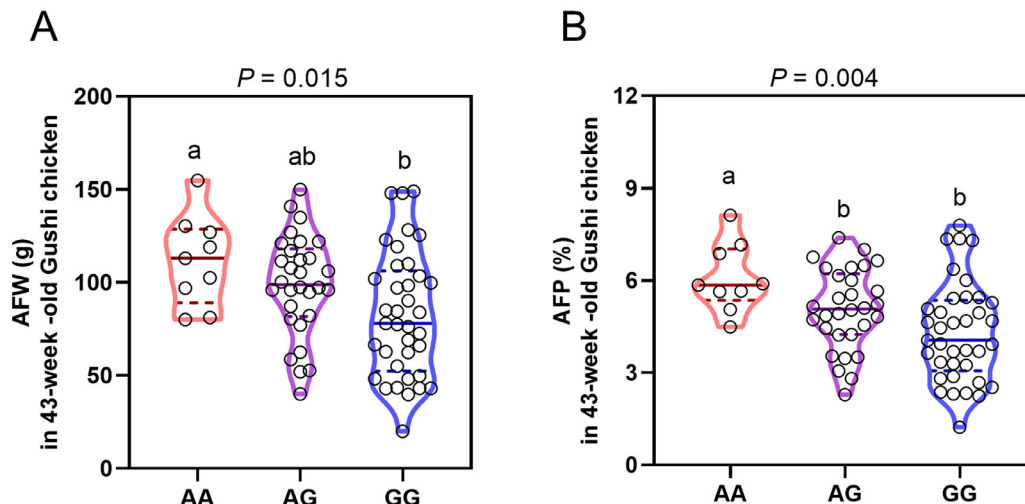 A
P = 0.015
AFW (g)
in 43-week -old Gushi chicken
200
150
100
50
0
a
ab
b
AA
AG
GG
B
P = 0.004
AFP (%)
in 43-week -old Gushi chicken
12
9
6
3
0
a
b
b
AA
AG
GG